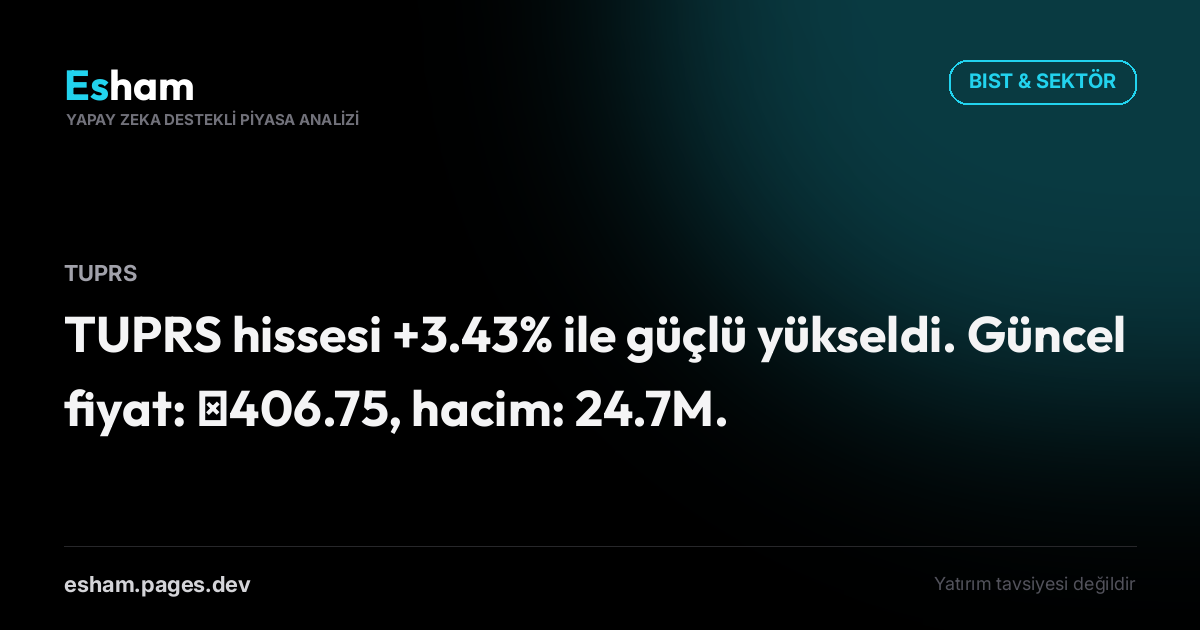 Esham
BIST & SEKTÖR
YAPAY ZEKA DESTEKLİ PİYASA ANALİZİ
TUPRS
TUPRS hissesi +3.43% ile güçlü yükseldi. Güncel
fiyat: 406.75, hacim: 24.7M.
esham.pages.dev
Yatırım tavsiyesi değildir